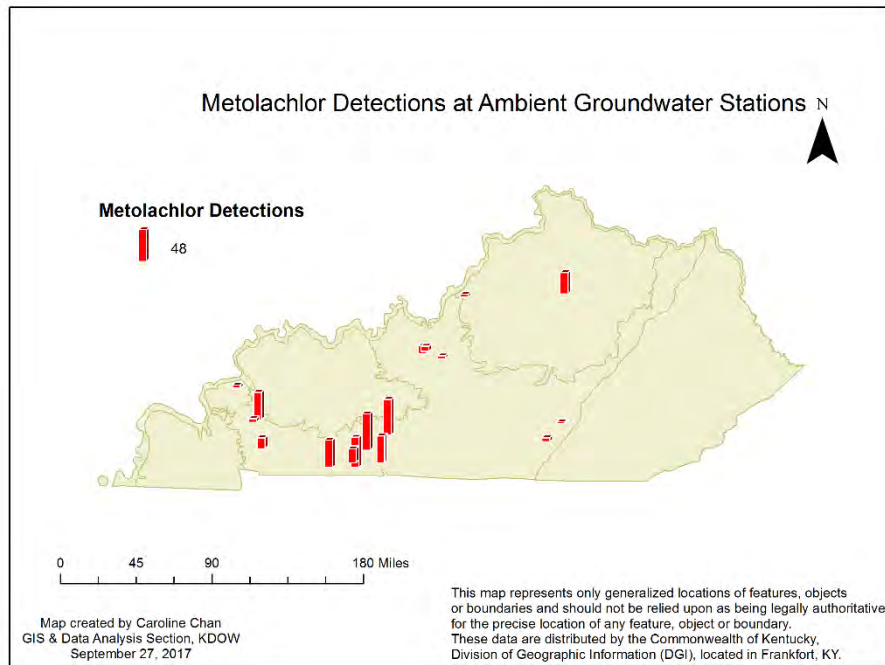 Metolachlor Detections at Ambient Groundwater Stations
N
Metolachlor Detections
48
0 45 90 180 Miles
Map created by Caroline Chan
GIS & Data Analysis Section, KDOW
September 27, 2017
This map represents only generalized locations of features, objects
or boundaries and should not be relied upon as being legally authoritative
for the precise location of any feature, object or boundary.
These data are distributed by the Commonwealth of Kentucky,
Division of Geographic Information (DGI), located in Frankfort, KY.